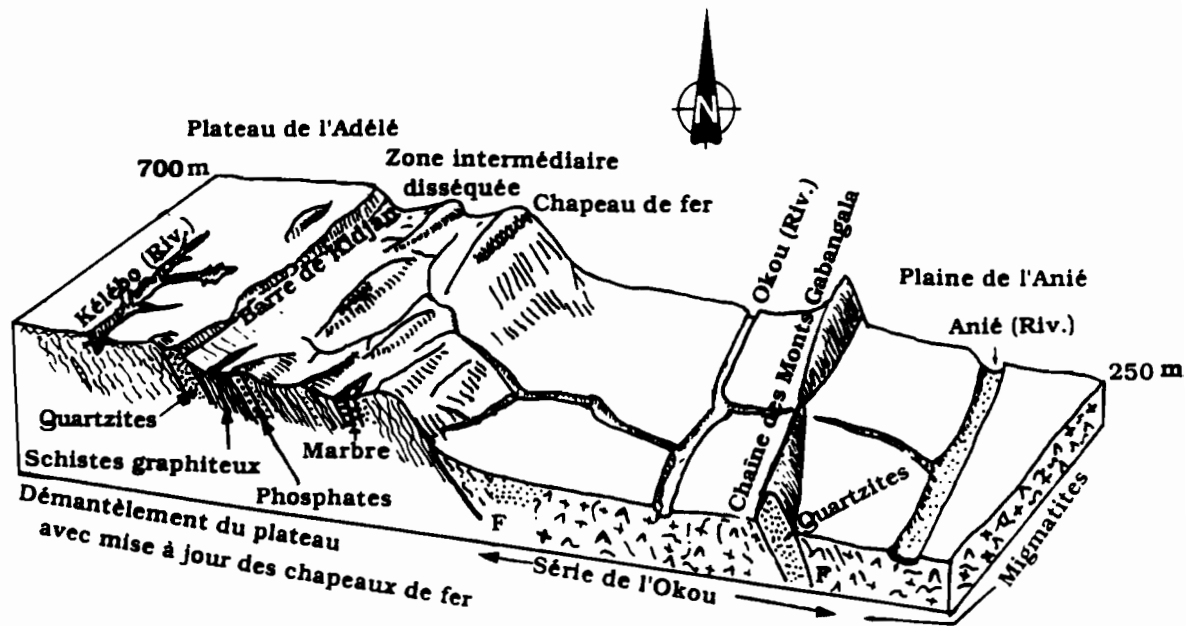 N
Plateau de l'Adélé
700 m
Zone intermédiaire
disséquée
Chapeau de fer
Kélébo (Riv.)
Barre de Kidjan
Okou (Riv.)
Chaine des Monts Gabangala
Plaine de l'Anié
Anié (Riv.)
250 m
Quartzites
Schistes graphiteux
Phosphates
Marbre
Quartzites
F
F
Démantèlement du plateau
avec mise à jour des chapeaux de fer
Série de l'Okou
Migmatites